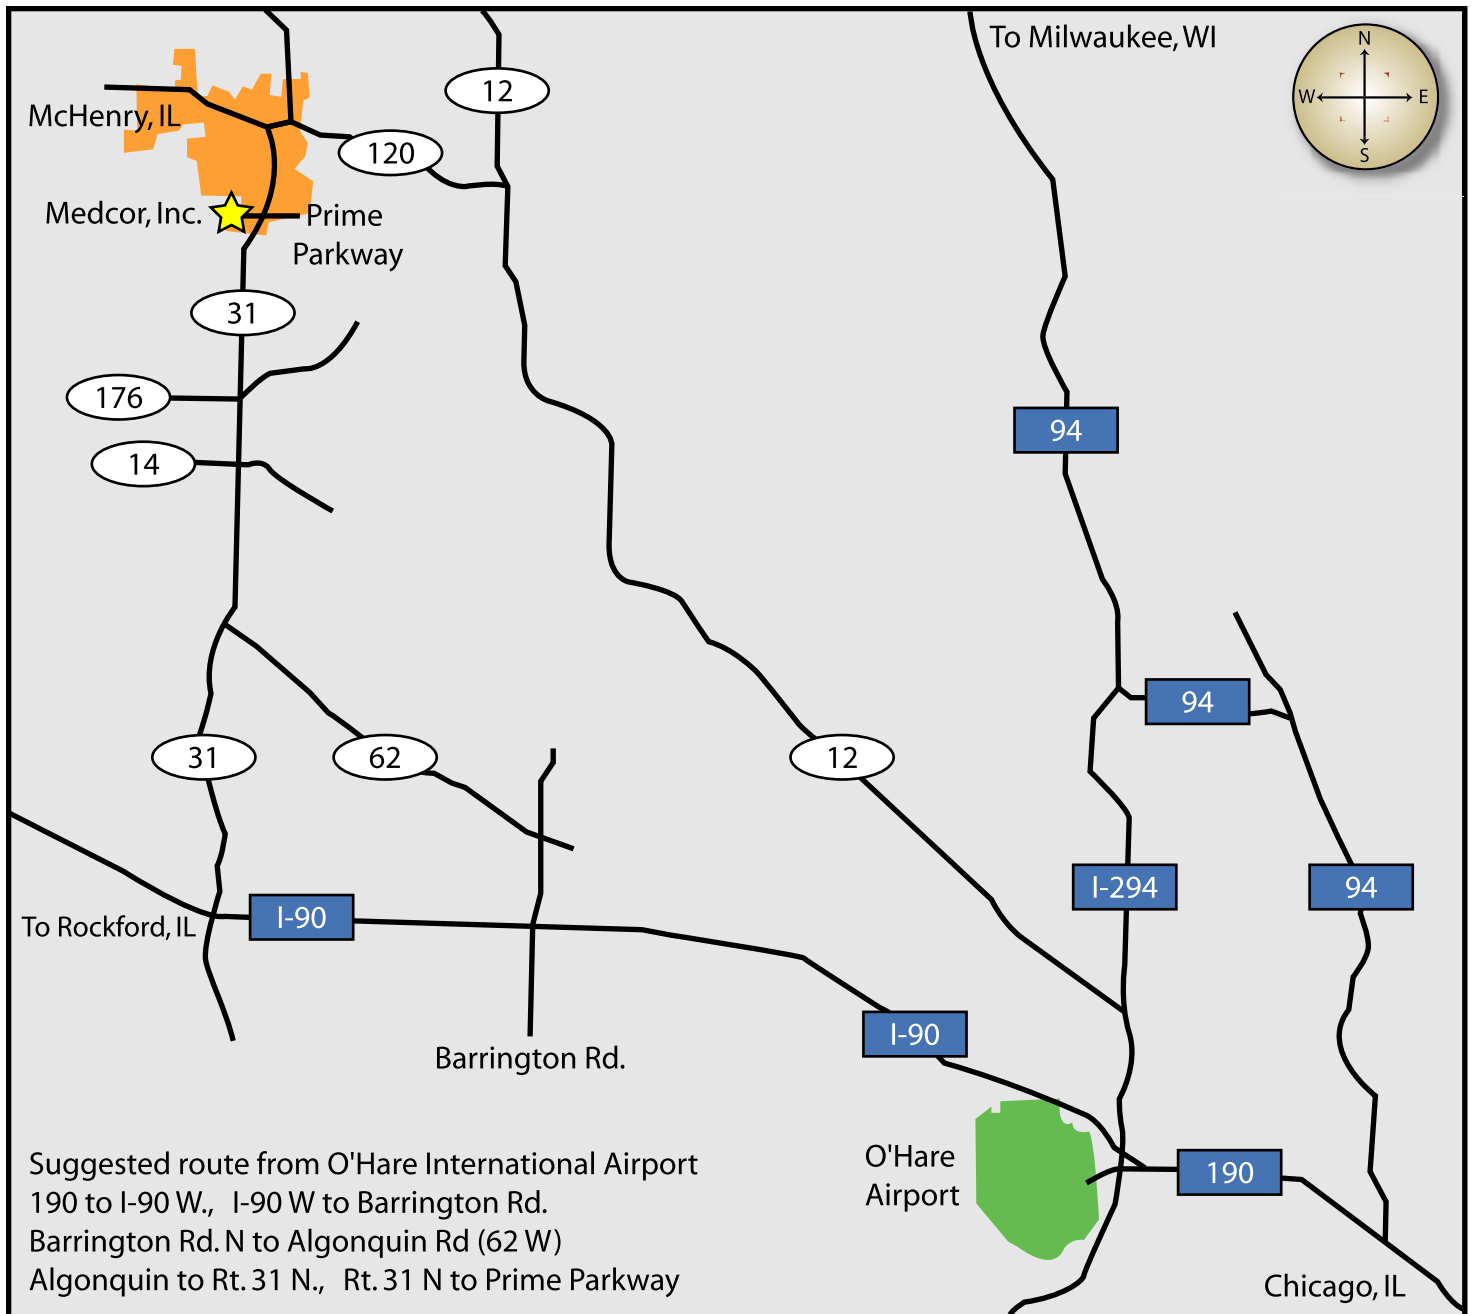 To Milwaukee, WI
N
W
E
S
12
McHenry, IL
120
Medcor, Inc.
Prime
Parkway
31
176
14
94
94
31
62
12
I-294
94
To Rockford, IL
I-90
I-90
Barrington Rd.
O'Hare
Airport
190
Chicago, IL
Suggested route from O'Hare International Airport
190 to I-90 W., I-90 W to Barrington Rd.
Barrington Rd. N to Algonquin Rd (62 W)
Algonquin to Rt. 31 N., Rt. 31 N to Prime Parkway